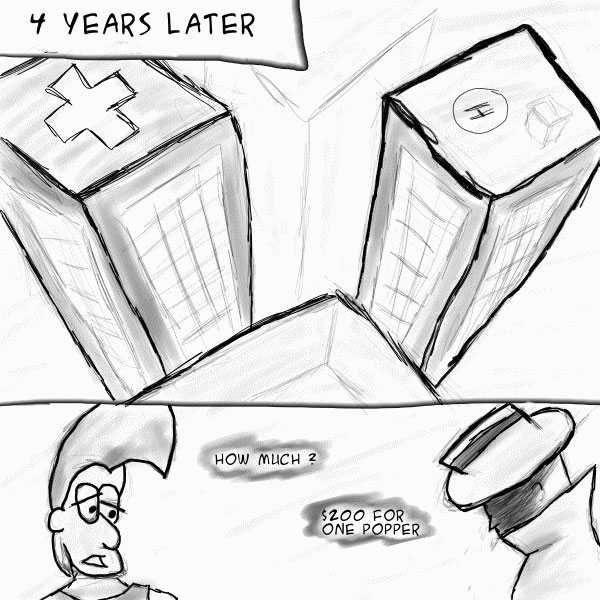 4 YEARS LATER
H
HOW MUCH ?
$200 FOR
ONE POPPER